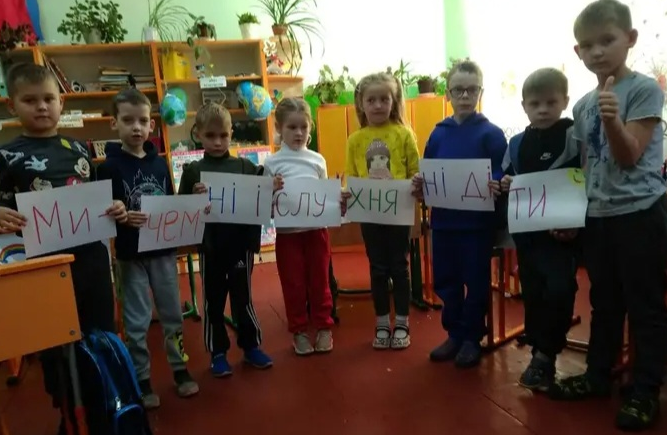 Ми - чем ні і слу хня ні ді ти